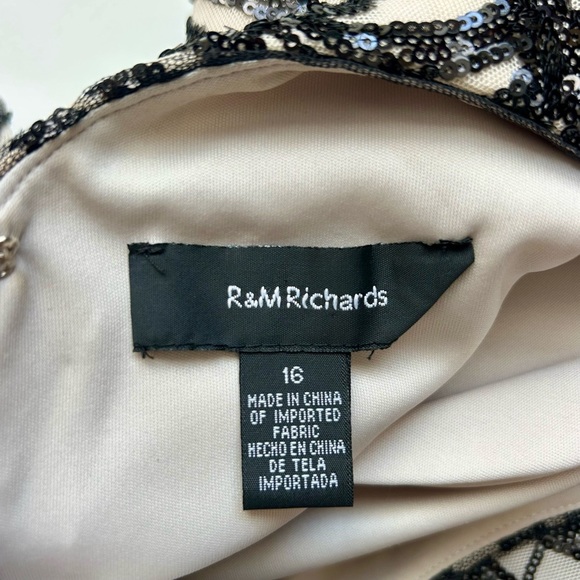 R&M Richards
16
MADE IN CHINA
OF IMPORTED
FABRIC
HECHO EN CHINA
DE TELA
IMPORTADA